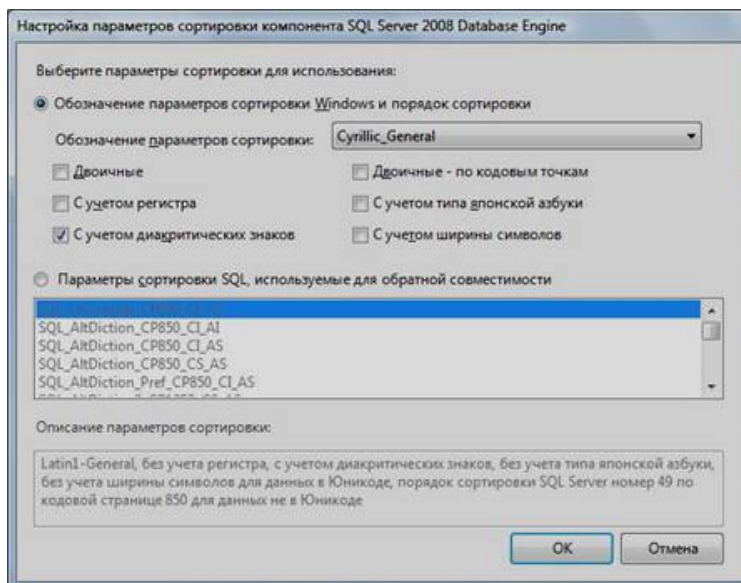 Настройка параметров сортировки компонента SQL Server 2008 Database Engine
Выберите параметры сортировки для использования:
Обозначение параметров сортировки Windows и порядок сортировки
Обозначение параметров сортировки: Cyrillic_General
Двоичные Двоичные - по кодовым точкам
С учетом регистра С учетом типа японской азбуки
С учетом диакритических знаков С учетом ширины символов
Параметры сортировки SQL, используемые для обратной совместимости
SQL_AltDiction_CP850_CI_AI
SQL_AltDiction_CP850_CI_AS
SQL_AltDiction_CP850_CS_AS
SQL_AltDiction_Pref_CP850_CI_AS
Описание параметров сортировки:
Latin1-General, без учета регистра, с учетом диакритических знаков, без учета типа японской азбуки,
без учета ширины символов для данных в Юникоде, порядок сортировки SQL Server номер 49 по
кодовой странице 850 для данных не в Юникоде
OK Отмена